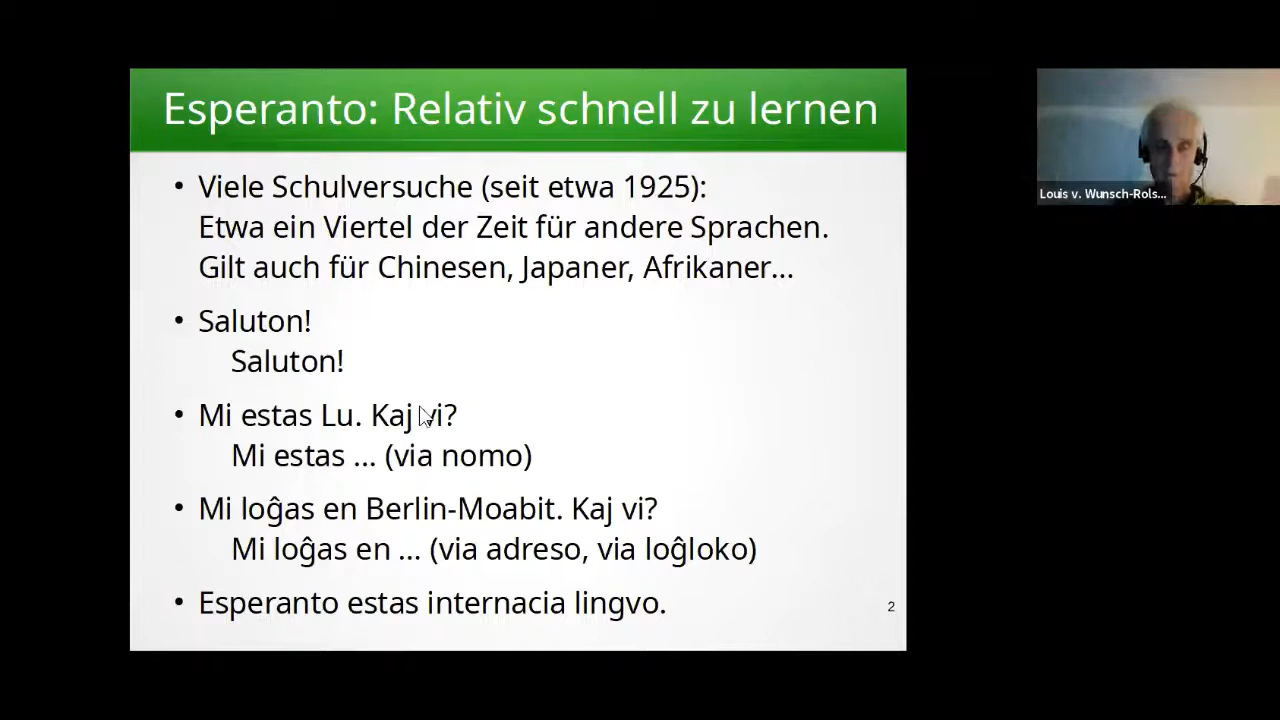 Esperanto: Relativ schnell zu lernen
• Viele Schulversuche (seit etwa 1925):
Etwa ein Viertel der Zeit für andere Sprachen.
Gilt auch für Chinesen, Japaner, Afrikaner...
• Saluton!
Saluton!
• Mi estas Lu. Kaj vi?
Mi estas ... (via nomo)
• Mi loĝas en Berlin-Moabit. Kaj vi?
Mi loĝas en ... (via adreso, via loĝloko)
• Esperanto estas internacia lingvo.
2
Louis v. Wunsch-Rols...